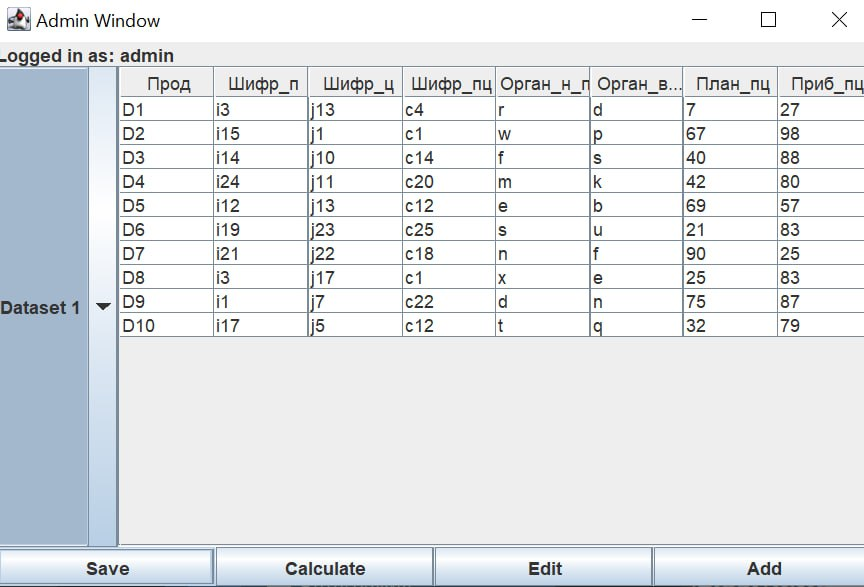 Admin Window
Logged in as: admin
Прод Шифр_п Шифр_ц Шифр_пц Орган_н_п Орган_в... План_пц Приб_пц
D1 i3 j13 c4 r d 7 27
D2 i15 j1 c1 w p 67 98
D3 i14 j10 c14 f s 40 88
D4 i24 j11 c20 m k 42 80
D5 i12 j13 c12 e b 69 57
D6 i19 j23 c25 s u 21 83
D7 i21 j22 c18 n f 90 25
D8 i3 j17 c1 x e 25 83
D9 i1 j7 c22 d n 75 87
D10 i17 j5 c12 t q 32 79
Dataset 1
Save Calculate Edit Add